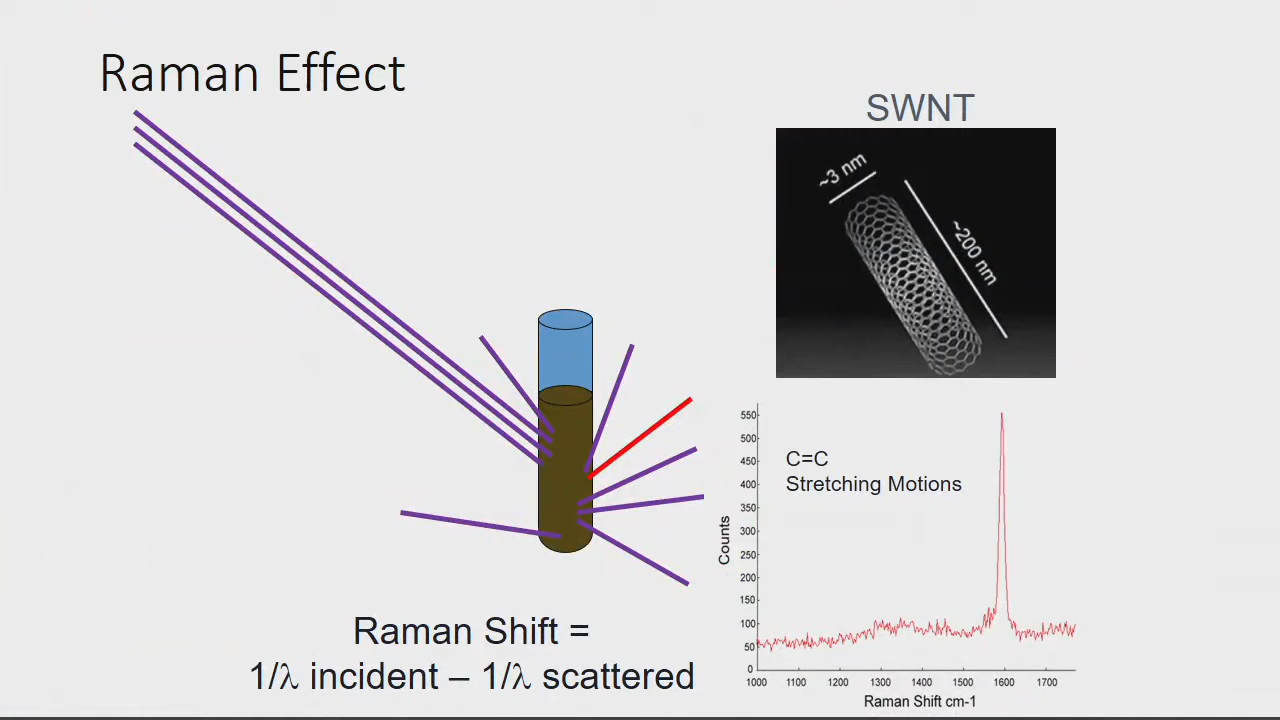 Raman Effect
SWNT
~3 nm
~200 nm
C=C
Stretching Motions
Counts
550
500
450
400
350
300
250
200
150
100
50
0
1000 1100 1200 1300 1400 1500 1600 1700
Raman Shift cm-1
Raman Shift =
1/λ incident – 1/λ scattered